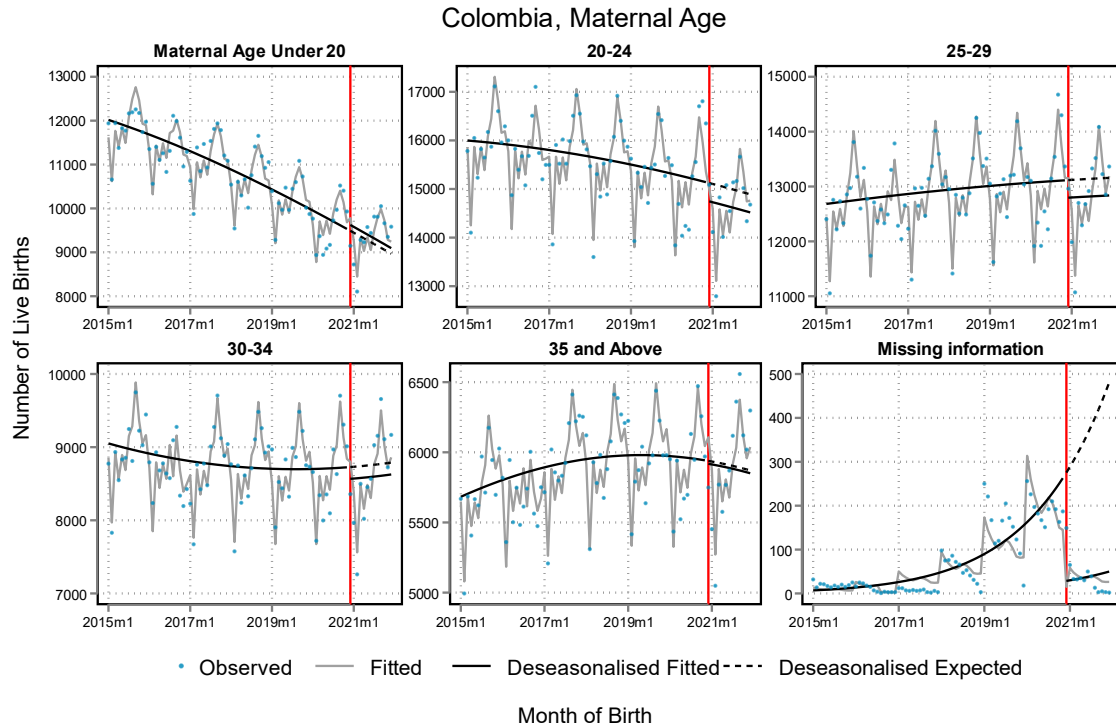 Colombia, Maternal Age
Number of Live Births
Maternal Age Under 20
13000
12000
11000
10000
9000
8000
2015m1 2017m1 2019m1 2021m1
20-24
17000
16000
15000
14000
13000
2015m1 2017m1 2019m1 2021m1
25-29
15000
14000
13000
12000
11000
2015m1 2017m1 2019m1 2021m1
30-34
10000
9000
8000
7000
2015m1 2017m1 2019m1 2021m1
35 and Above
6500
6000
5500
5000
2015m1 2017m1 2019m1 2021m1
Missing information
500
400
300
200
100
0
2015m1 2017m1 2019m1 2021m1
Observed Fitted Deseasonalised Fitted Deseasonalised Expected
Month of Birth